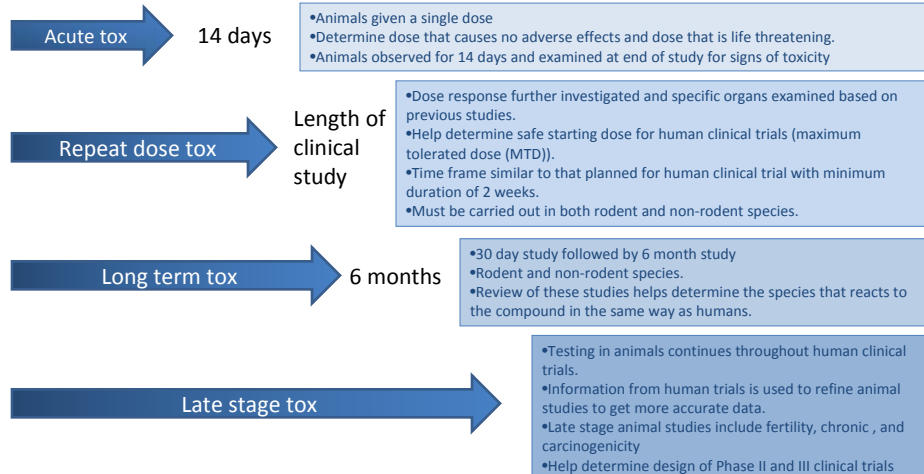 Acute tox
14 days
•Animals given a single dose
•Determine dose that causes no adverse effects and dose that is life threatening.
•Animals observed for 14 days and examined at end of study for signs of toxicity
Repeat dose tox
Length of
clinical
study
•Dose response further investigated and specific organs examined based on
previous studies.
•Help determine safe starting dose for human clinical trials (maximum
tolerated dose (MTD)).
•Time frame similar to that planned for human clinical trial with minimum
duration of 2 weeks.
•Must be carried out in both rodent and non-rodent species.
Long term tox
6 months
•30 day study followed by 6 month study
•Rodent and non-rodent species.
•Review of these studies helps determine the species that reacts to
the compound in the same way as humans.
Late stage tox
•Testing in animals continues throughout human clinical
trials.
•Information from human trials is used to refine animal
studies to get more accurate data.
•Late stage animal studies include fertility, chronic , and
carcinogenicity
•Help determine design of Phase II and III clinical trials